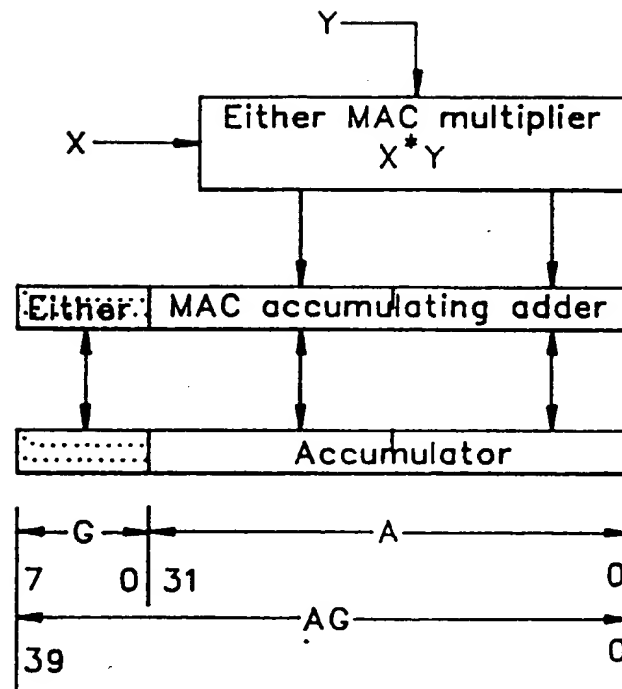 Y
Either MAC multiplier
X
X*Y
Either MAC accumulating adder
Accumulator
G A
7 0 31 0
AG
39 0